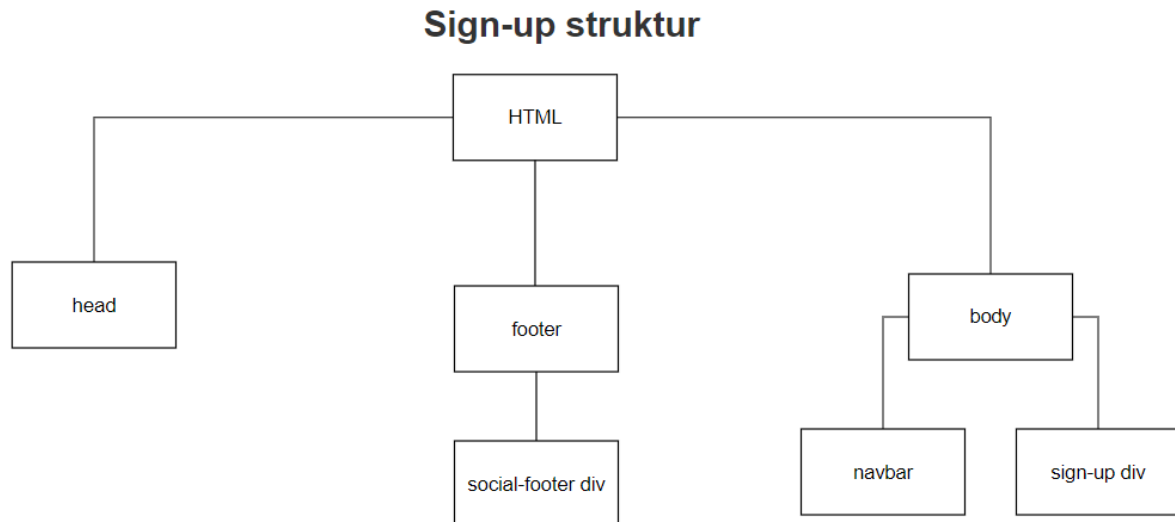 Sign-up struktur
HTML
head
footer
body
social-footer div
navbar
sign-up div